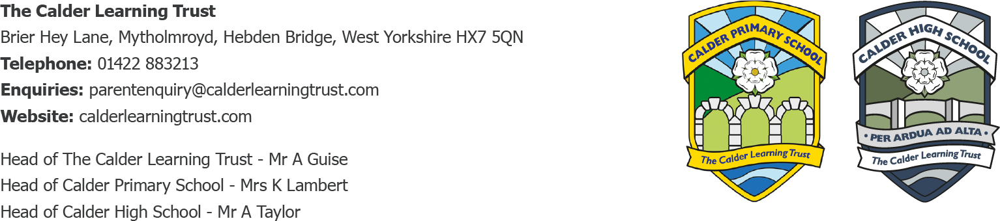 The Calder Learning Trust
Brier Hey Lane, Mytholmroyd, Hebden Bridge, West Yorkshire HX7 5QN
Telephone: 01422 883213
Enquiries: parentenquiry@calderlearningtrust.com
Website: calderlearningtrust.com
Head of The Calder Learning Trust - Mr A Guise
Head of Calder Primary School - Mrs K Lambert
Head of Calder High School - Mr A Taylor
CALDER PRIMARY SCHOOL
The Calder Learning Trust
CALDER HIGH SCHOOL
• PER ARDUA AD ALTA •
The Calder Learning Trust